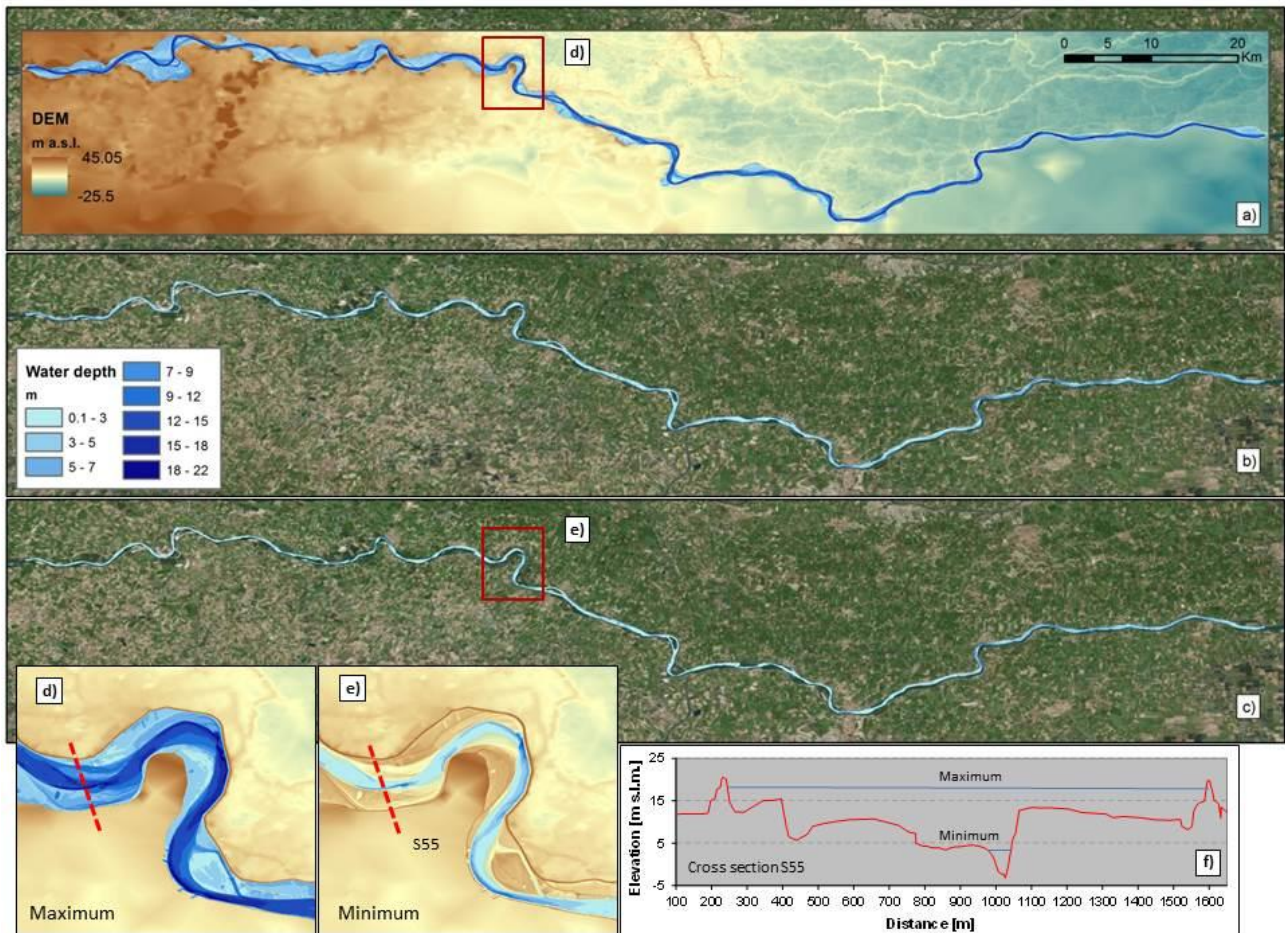 d)
0 5 10 20
Km
DEM
m a.s.l.
45.05
-25.5
a)
Water depth
m
0.1 - 3
3 - 5
5 - 7
7 - 9
9 - 12
12 - 15
15 - 18
18 - 22
b)
e)
c)
d)
Maximum
e)
S55
Minimum
Elevation [m s.l.m.]
25
15
5
-5
Maximum
Minimum
Cross section S55
f)
100 200 300 400 500 600 700 800 900 1000 1100 1200 1300 1400 1500 1600
Distance [m]